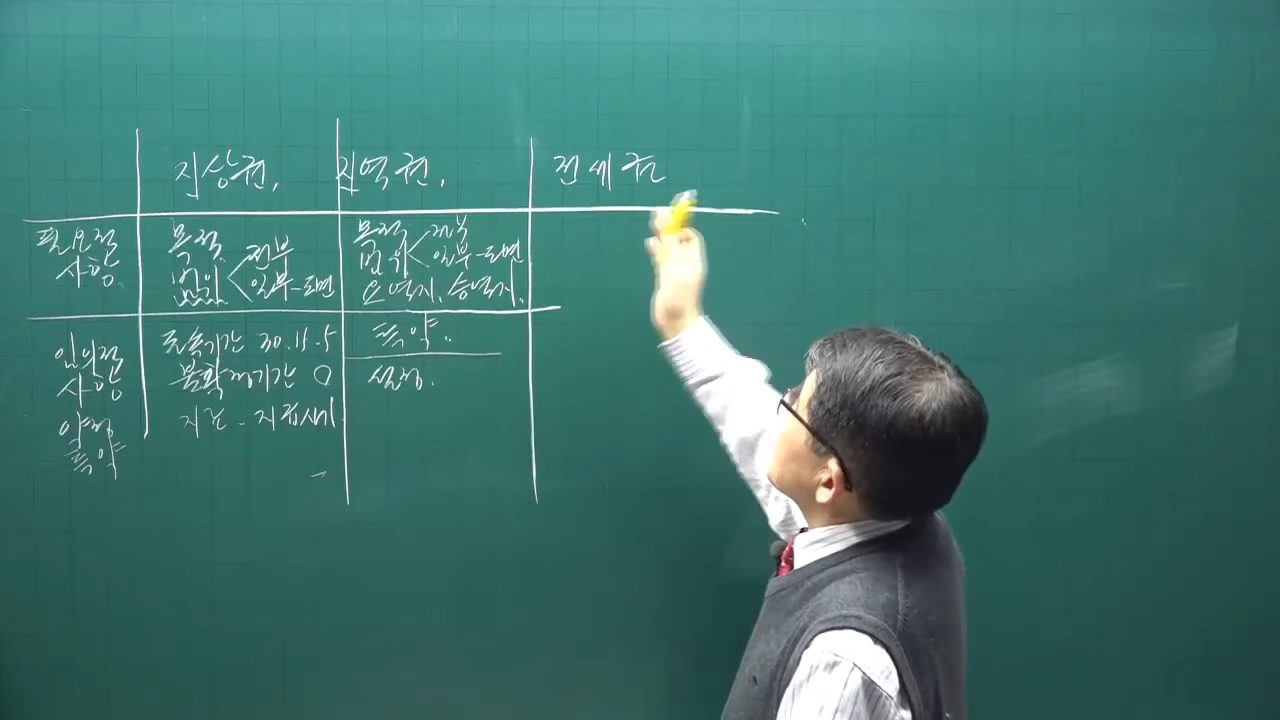 지상권, 지역권, 전세권
필요적
사항
목적
범위
전부
일부-도면
목적
범위
전부
일부-도면
요역지, 승역지,
임의적
사항
약정
특약
존속기간 30.15.5
불확정기간 O
지료 - 지급시기
특약.
설정.